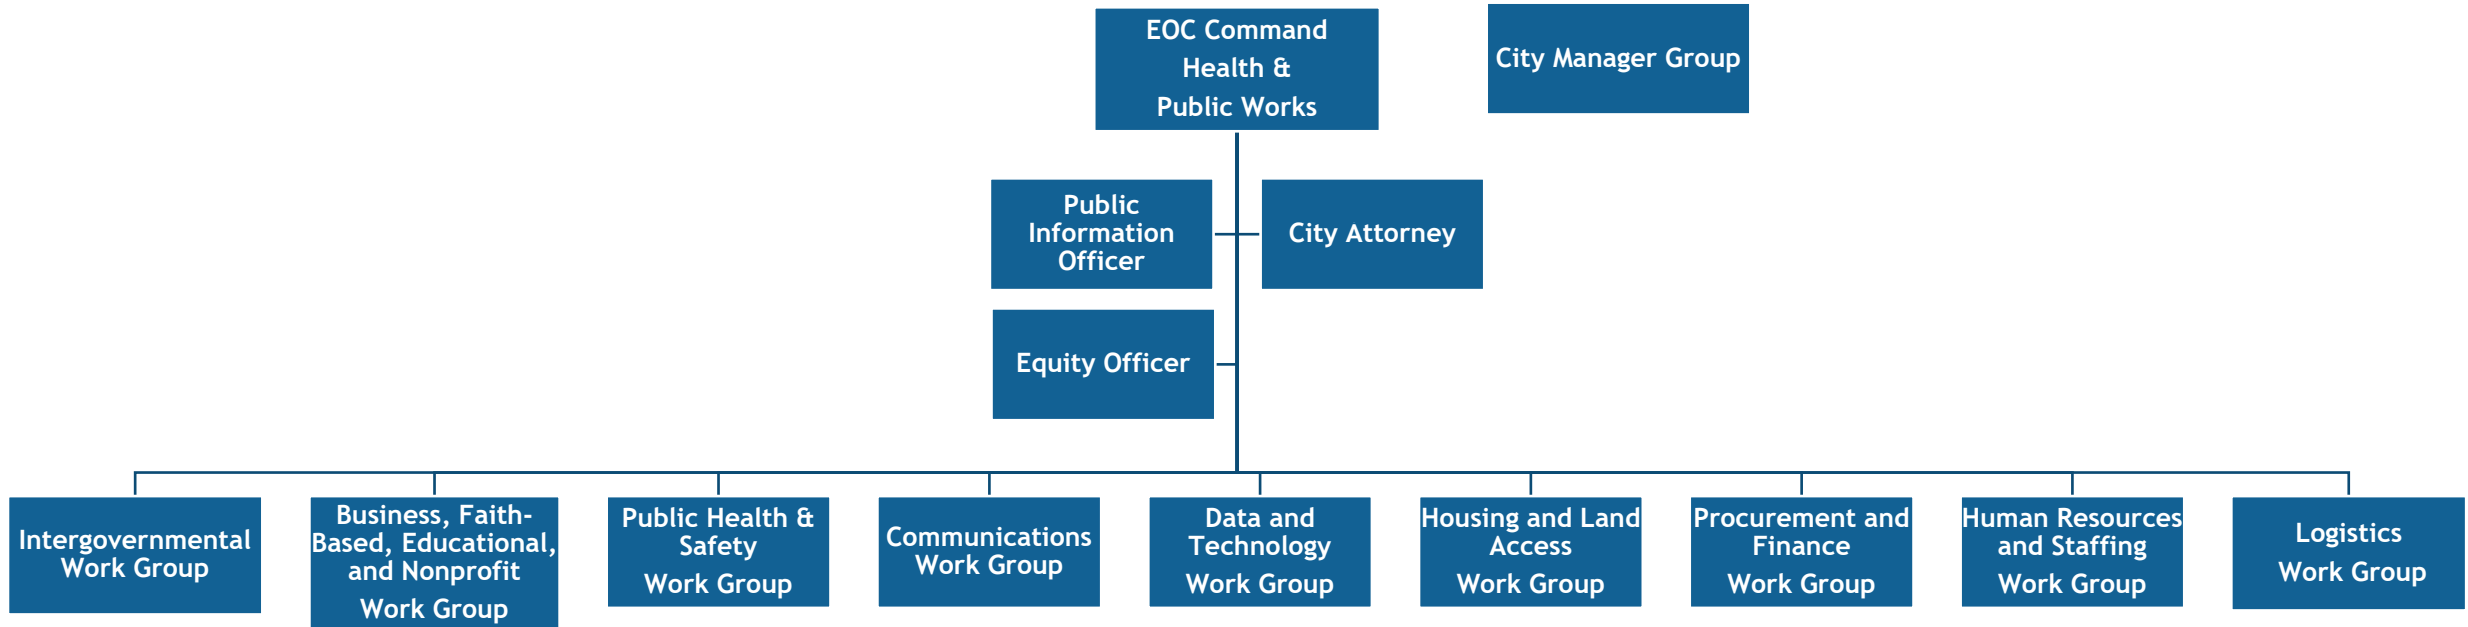 EOC Command
Health &
Public Works
City Manager Group
Public
Information
Officer
City Attorney
Equity Officer
Intergovernmental
Work Group
Business, Faith-
Based, Educational,
and Nonprofit
Work Group
Public Health &
Safety
Work Group
Communications
Work Group
Data and
Technology
Work Group
Housing and Land
Access
Work Group
Procurement and
Finance
Work Group
Human Resources
and Staffing
Work Group
Logistics
Work Group